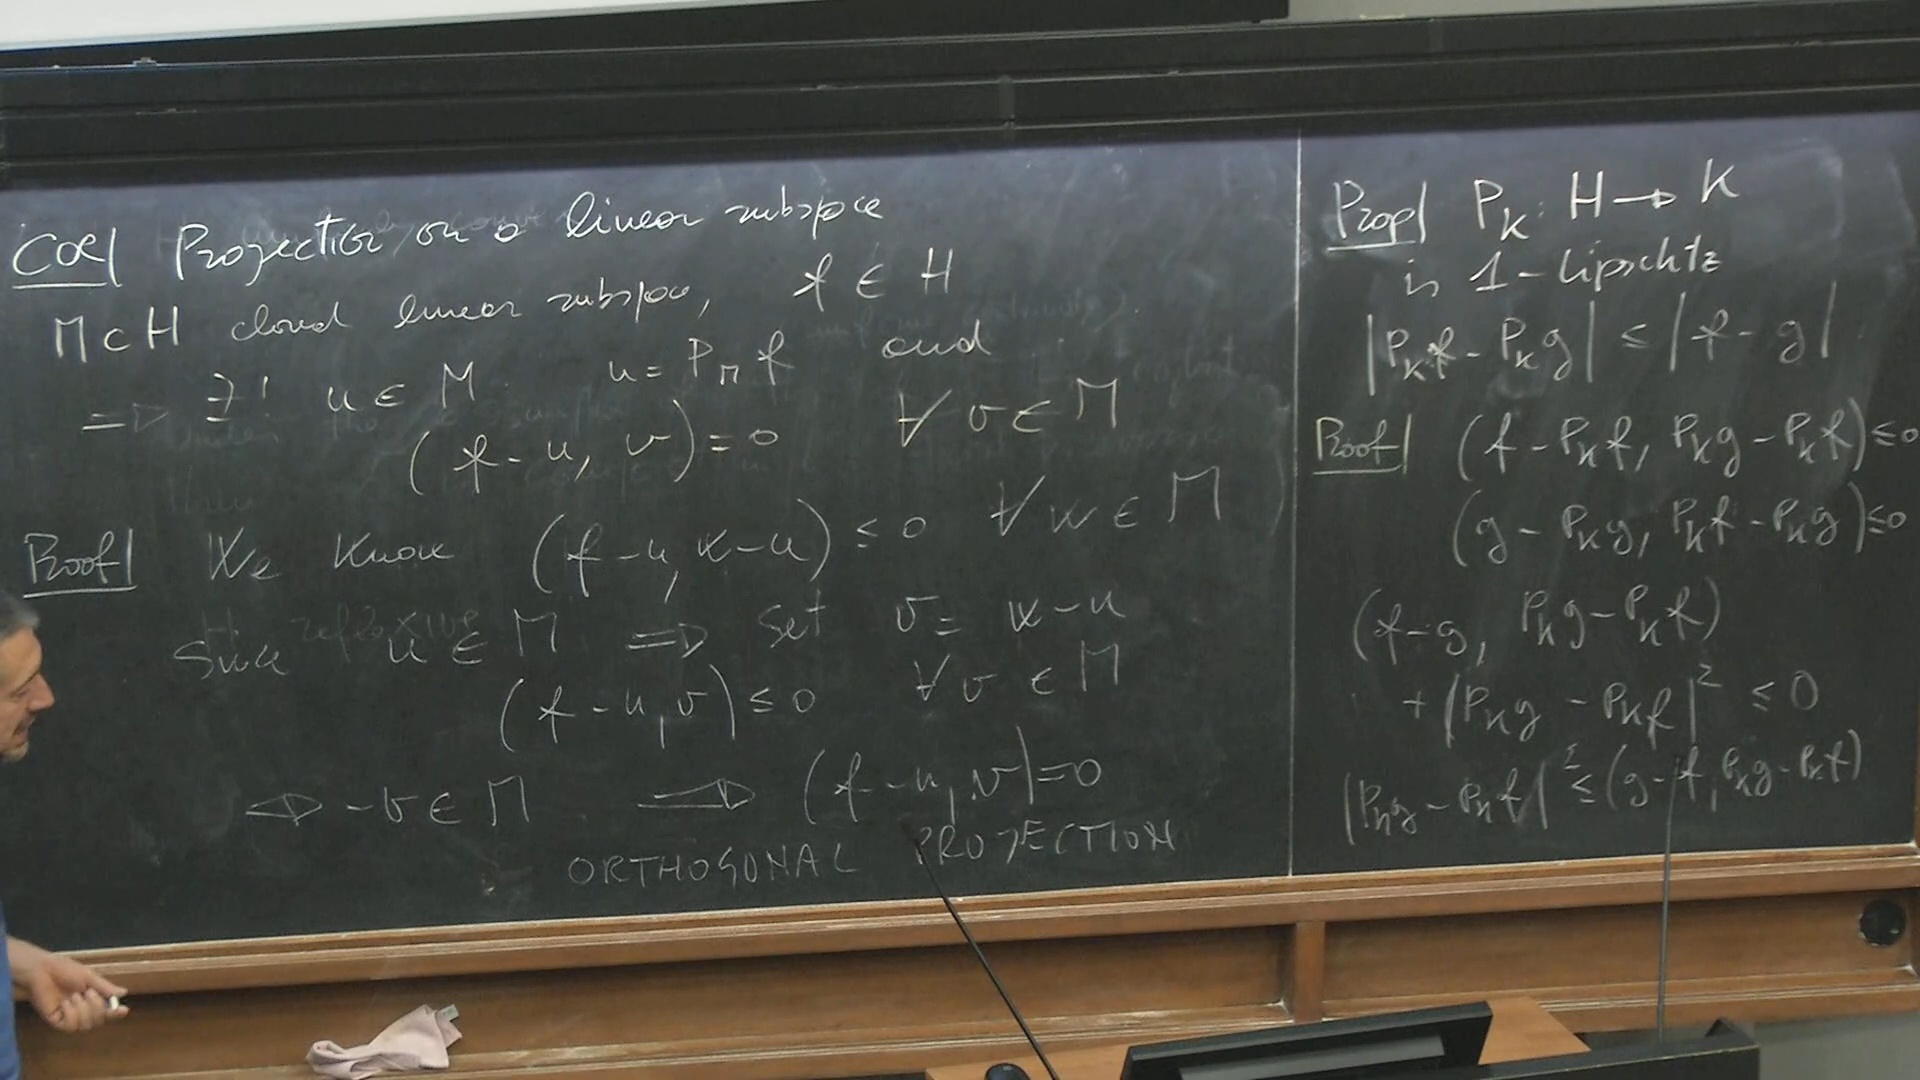 Cor| Projection on a linear subspace
M ⊂ H closed linear subspace, f ∈ H
⟹ ∃! u ∈ M u = P_M f and
(f - u, v) = 0 ∀ v ∈ M
Proof| We know (f - u, w - u) ≤ 0 ∀ w ∈ M
Since u ∈ M ⟹ set v = w - u
(f - u, v) ≤ 0 ∀ v ∈ M
⟺ -v ∈ M ⟹ (f - u, v) = 0
ORTHOGONAL PROJECTION
Prop| P_K : H → K
is 1-Lipschitz
|P_K f - P_K g| ≤ |f - g|
Proof| (f - P_K f, P_K g - P_K f) ≤ 0
(g - P_K g, P_K f - P_K g) ≤ 0
(f - g, P_K g - P_K f)
+ |P_K g - P_K f|² ≤ 0
|P_K g - P_K f|² ≤ (g - f, P_K g - P_K f)